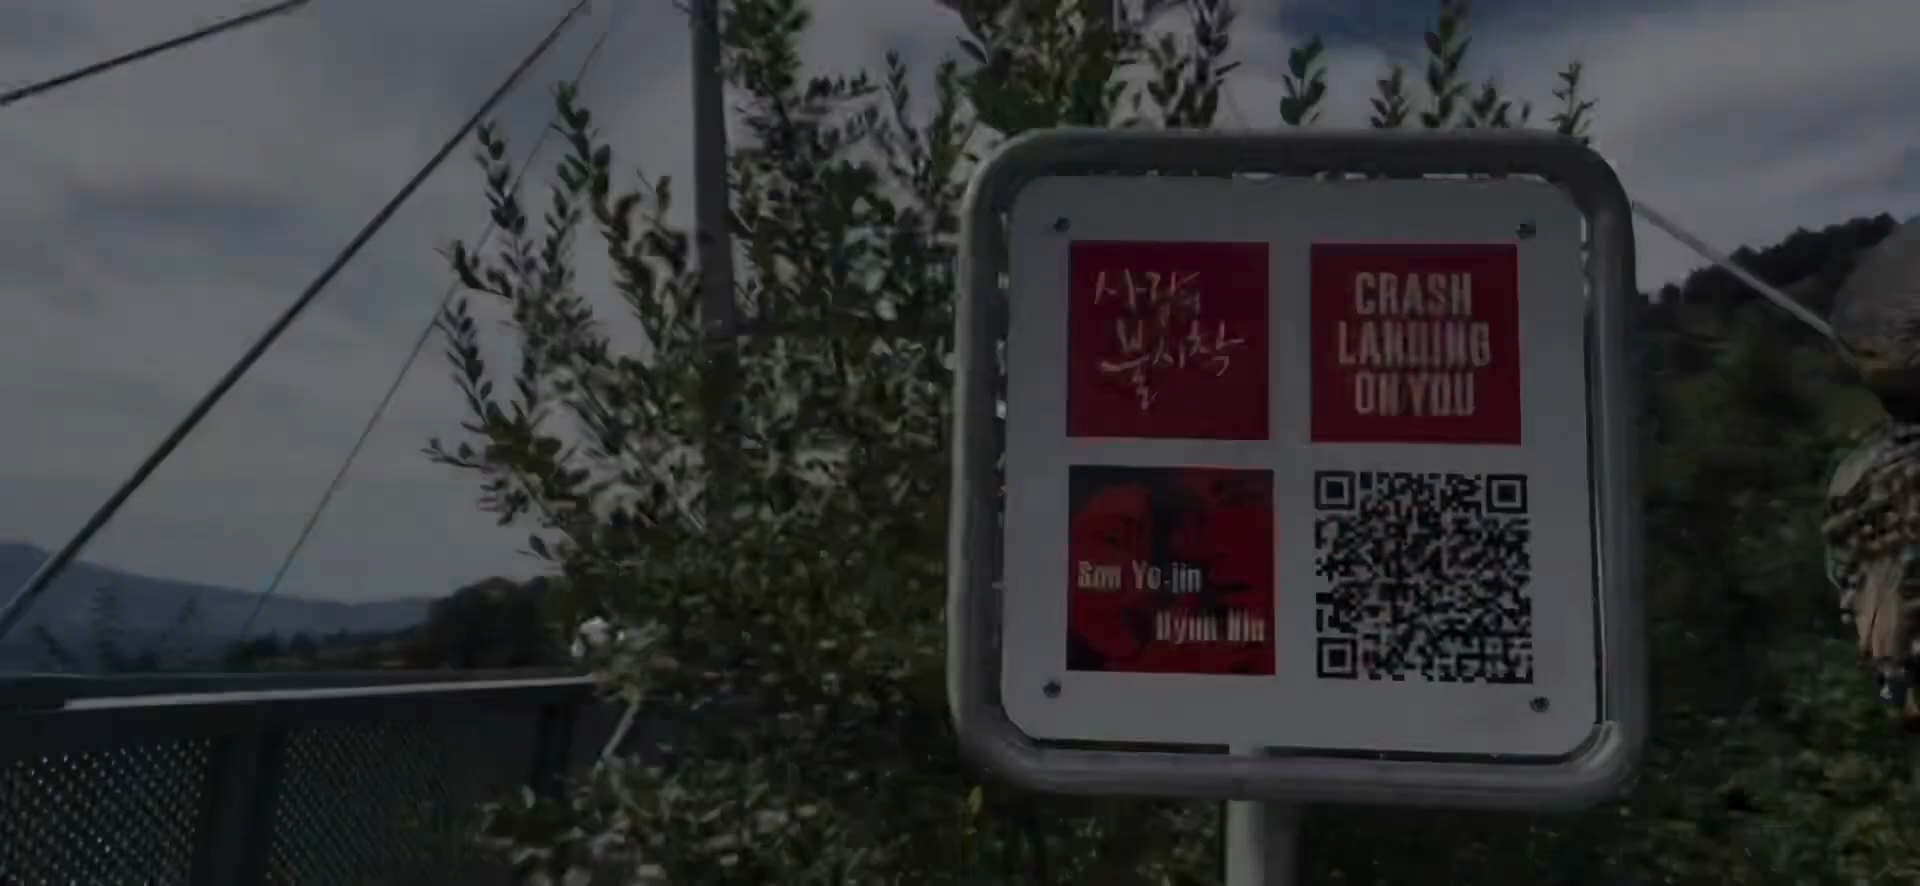 사랑의
불시착
CRASH
LANDING
ON YOU
Son Ye-jin
Hyun Bin